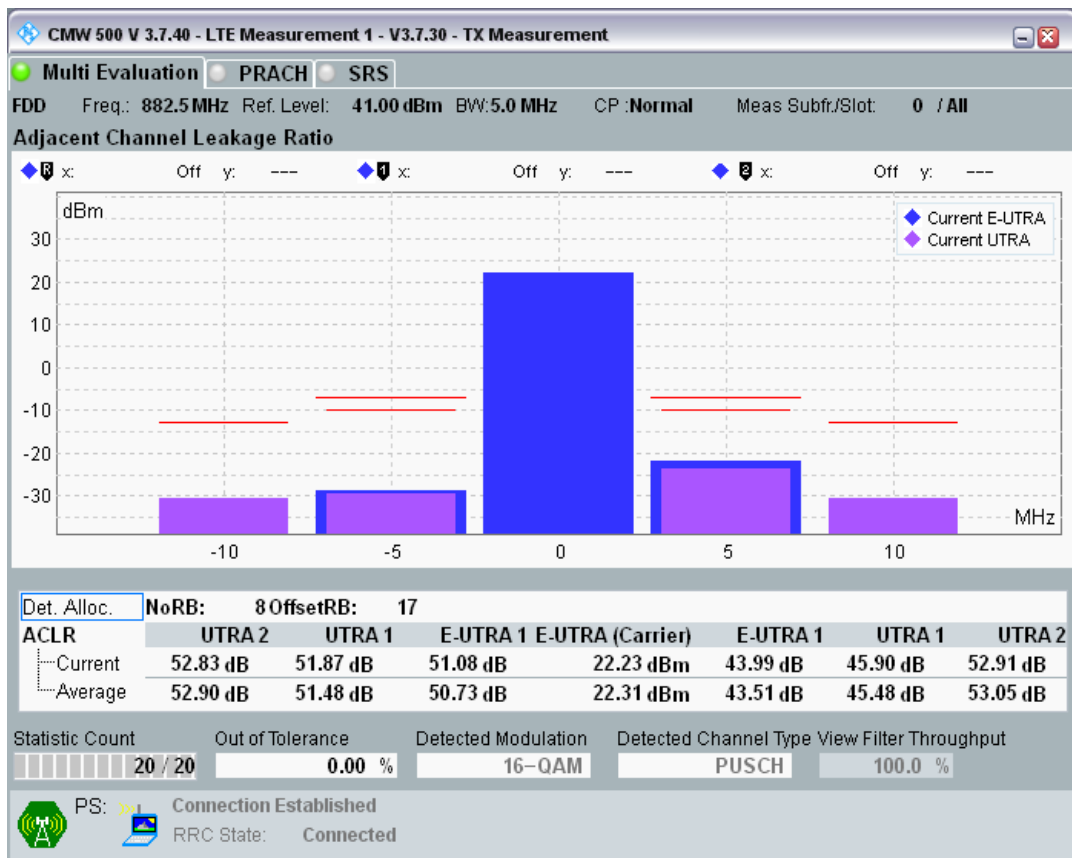 CMW 500 V 3.7.40 - LTE Measurement 1 - V3.7.30 - TX Measurement
Multi Evaluation PRACH SRS
FDD Freq.: 882.5 MHz Ref. Level: 41.00 dBm BW:5.0 MHz CP :Normal Meas Subfr./Slot: 0 / All
Adjacent Channel Leakage Ratio
R x: Off y: --- 1 x: Off y: --- 2 x: Off y: ---
dBm
Current E-UTRA
Current UTRA
30
20
10
0
-10
-20
-30
MHz
-10 -5 0 5 10
Det. Alloc. NoRB: 8 OffsetRB: 17
ACLR UTRA 2 UTRA 1 E-UTRA 1 E-UTRA (Carrier) E-UTRA 1 UTRA 1 UTRA 2
Current 52.83 dB 51.87 dB 51.08 dB 22.23 dBm 43.99 dB 45.90 dB 52.91 dB
Average 52.90 dB 51.48 dB 50.73 dB 22.31 dBm 43.51 dB 45.48 dB 53.05 dB
Statistic Count Out of Tolerance Detected Modulation Detected Channel Type View Filter Throughput
20 / 20 0.00 % 16-QAM PUSCH 100.0 %
PS: Connection Established
RRC State: Connected